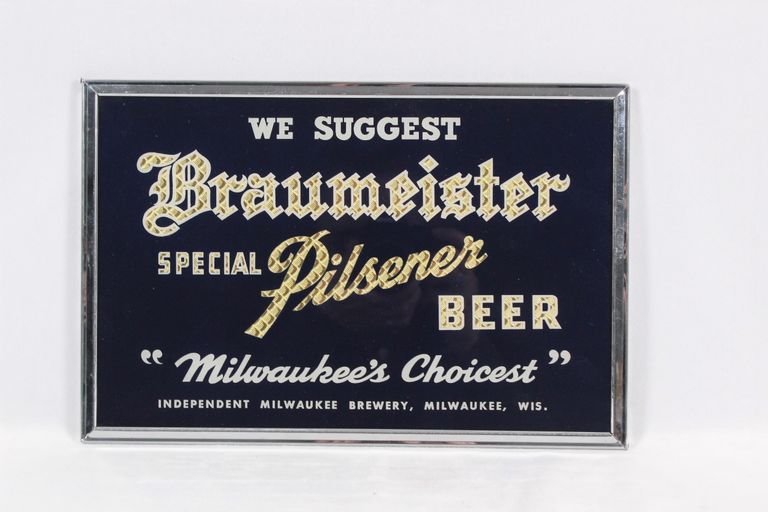 WE SUGGEST
Braumeister
SPECIAL Pilsener
BEER
"Milwaukee's Choicest"
INDEPENDENT MILWAUKEE BREWERY, MILWAUKEE, WIS.